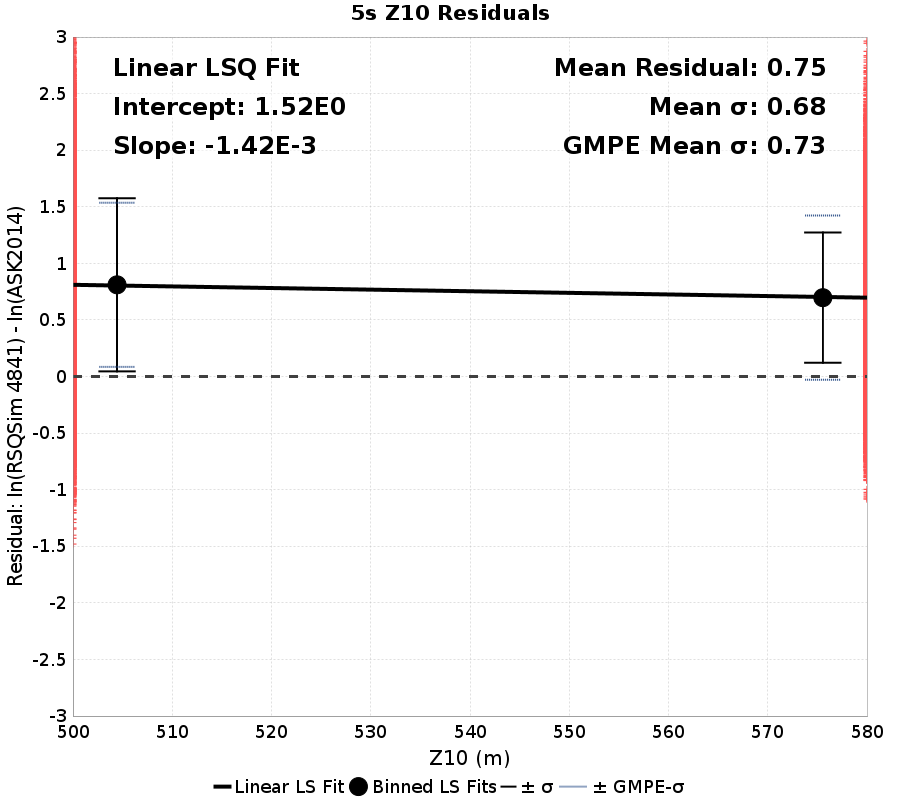 5s Z10 Residuals
Linear LSQ Fit
Intercept: 1.52E0
Slope: -1.42E-3
Mean Residual: 0.75
Mean σ: 0.68
GMPE Mean σ: 0.73
Residual: ln(RSQSim 4841) - ln(ASK2014)
3
2.5
2
1.5
1
0.5
0
-0.5
-1
-1.5
-2
-2.5
-3
500 510 520 530 540 550 560 570 580
Z10 (m)
Linear LS Fit Binned LS Fits ± σ ± GMPE-σ